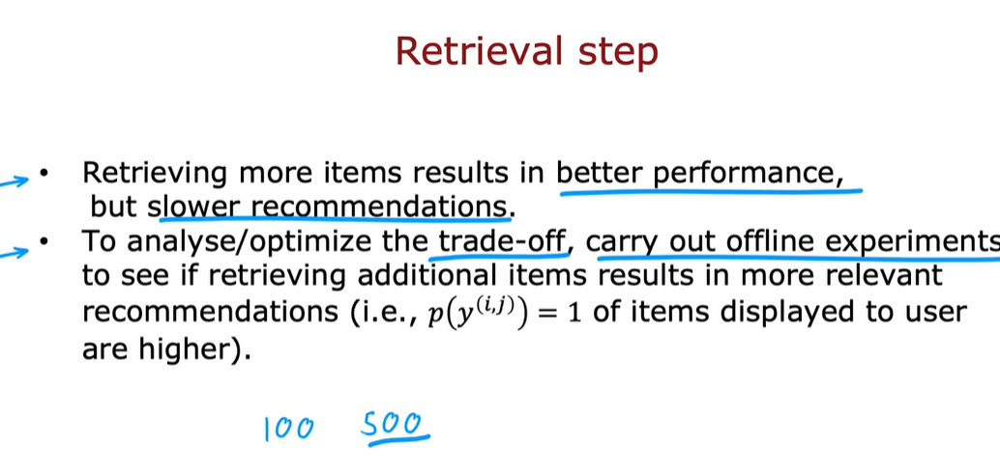 Retrieval step
• Retrieving more items results in better performance,
but slower recommendations.
• To analyse/optimize the trade-off, carry out offline experiments
to see if retrieving additional items results in more relevant
recommendations (i.e., p(y^(i,j)) = 1 of items displayed to user
are higher).
100 500